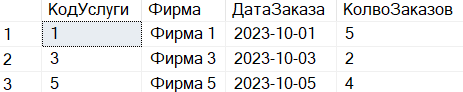 КодУслуги Фирма ДатаЗаказа КолвоЗаказов
1 1 Фирма 1 2023-10-01 5
2 3 Фирма 3 2023-10-03 2
3 5 Фирма 5 2023-10-05 4